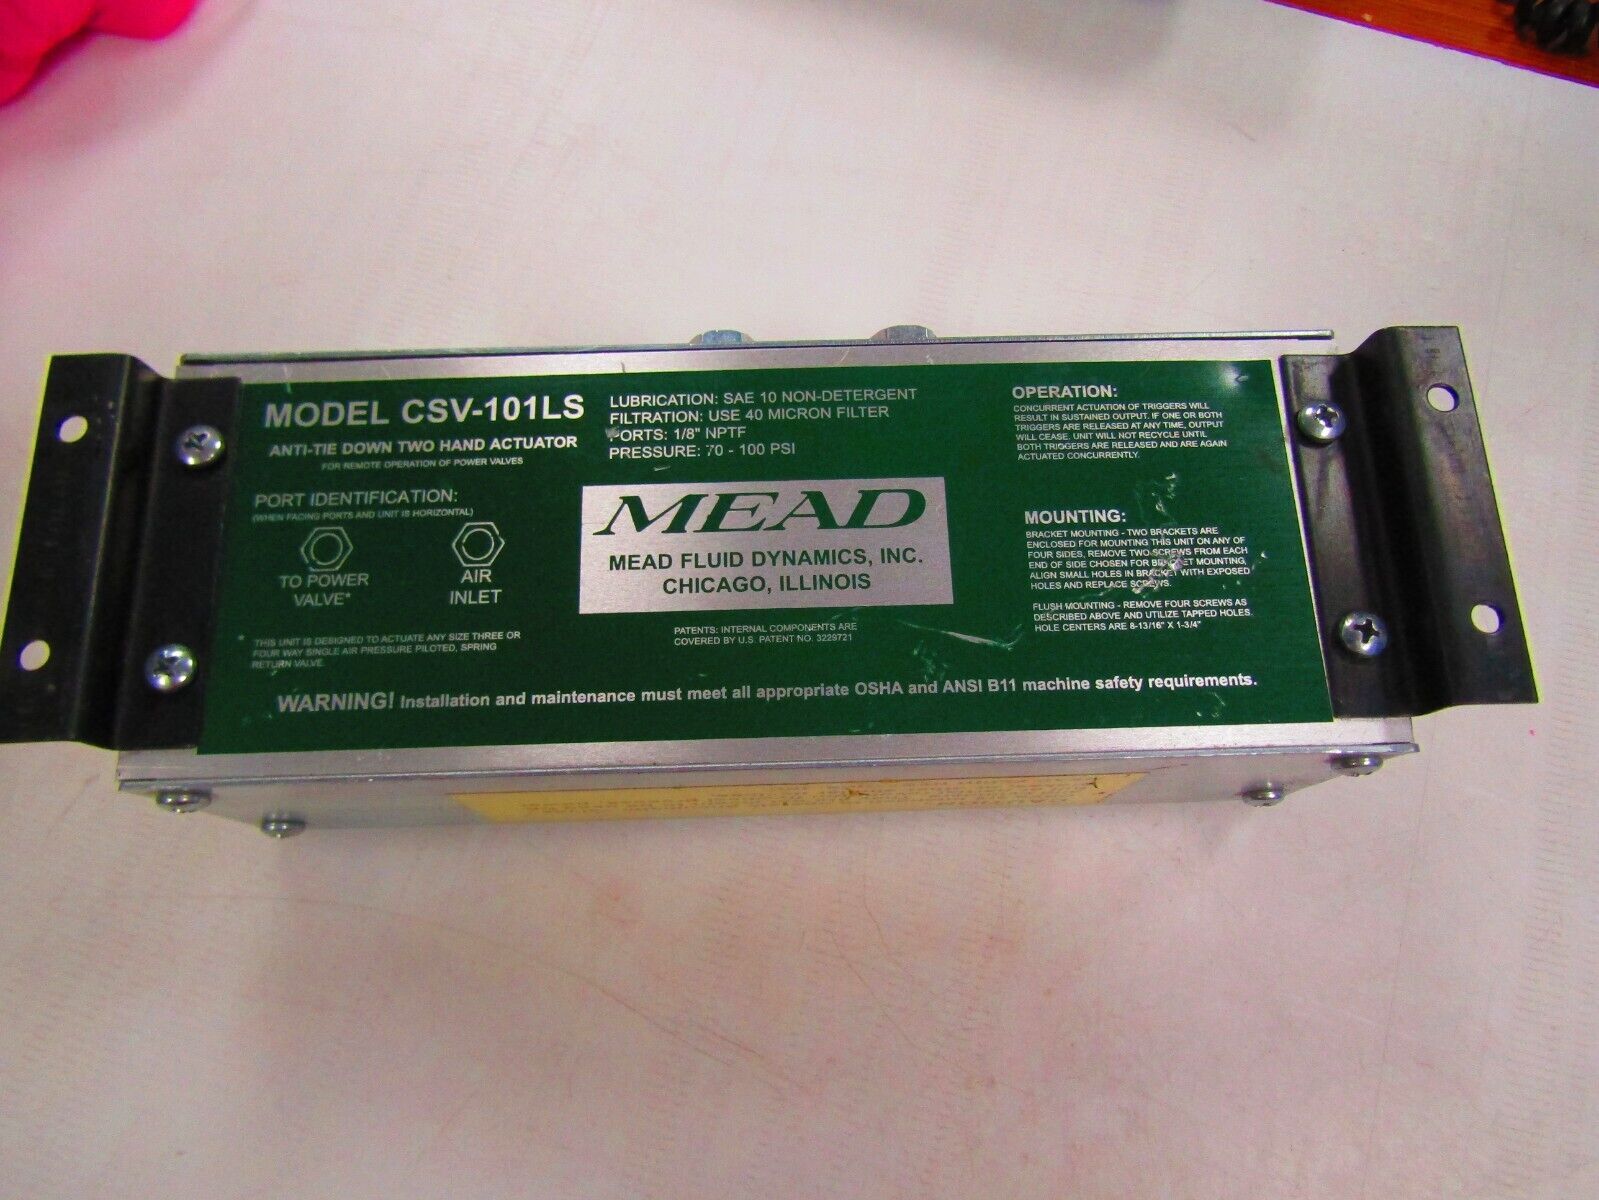 MODEL CSV-101LS
ANTI-TIE DOWN TWO HAND ACTUATOR
FOR REMOTE OPERATION OF POWER VALVES
PORT IDENTIFICATION:
(WHEN FACING PORTS AND UNIT IS HORIZONTAL)
TO POWER
VALVE*
AIR
INLET
* THIS UNIT IS DESIGNED TO ACTUATE ANY SIZE THREE OR
FOUR WAY SINGLE AIR PRESSURE PILOTED, SPRING
RETURN VALVE.
LUBRICATION: SAE 10 NON-DETERGENT
FILTRATION: USE 40 MICRON FILTER
PORTS: 1/8" NPTF
PRESSURE: 70 - 100 PSI
MEAD
MEAD FLUID DYNAMICS, INC.
CHICAGO, ILLINOIS
PATENTS: INTERNAL COMPONENTS ARE
COVERED BY U.S. PATENT NO. 3229721
OPERATION:
CONCURRENT ACTUATION OF TRIGGERS WILL
RESULT IN SUSTAINED OUTPUT. IF ONE OR BOTH
TRIGGERS ARE RELEASED AT ANY TIME, OUTPUT
WILL CEASE. UNIT WILL NOT RECYCLE UNTIL
BOTH TRIGGERS ARE RELEASED AND ARE AGAIN
ACTUATED CONCURRENTLY.
MOUNTING:
BRACKET MOUNTING - TWO BRACKETS ARE
ENCLOSED FOR MOUNTING THIS UNIT ON ANY OF
FOUR SIDES, REMOVE TWO SCREWS FROM EACH
END OF SIDE CHOSEN FOR BRACKET MOUNTING,
ALIGN SMALL HOLES IN BRACKET WITH EXPOSED
HOLES AND REPLACE SCREWS.
FLUSH MOUNTING - REMOVE FOUR SCREWS AS
DESCRIBED ABOVE AND UTILIZE TAPPED HOLES.
HOLE CENTERS ARE 8-13/16" X 1-3/4"
WARNING! Installation and maintenance must meet all appropriate OSHA and ANSI B11 machine safety requirements.